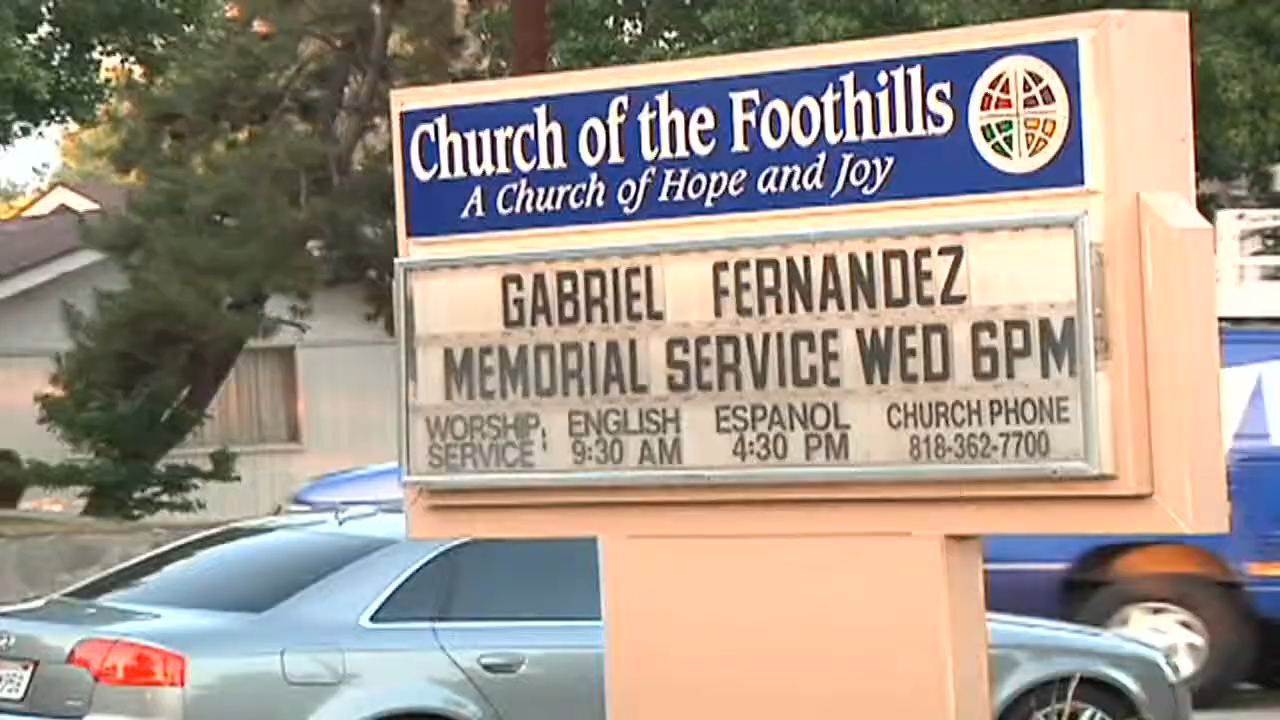 Church of the Foothills
A Church of Hope and Joy
GABRIEL FERNANDEZ
MEMORIAL SERVICE WED 6PM
WORSHIP: ENGLISH ESPANOL CHURCH PHONE
SERVICE 9:30 AM 4:30 PM 818-362-7700